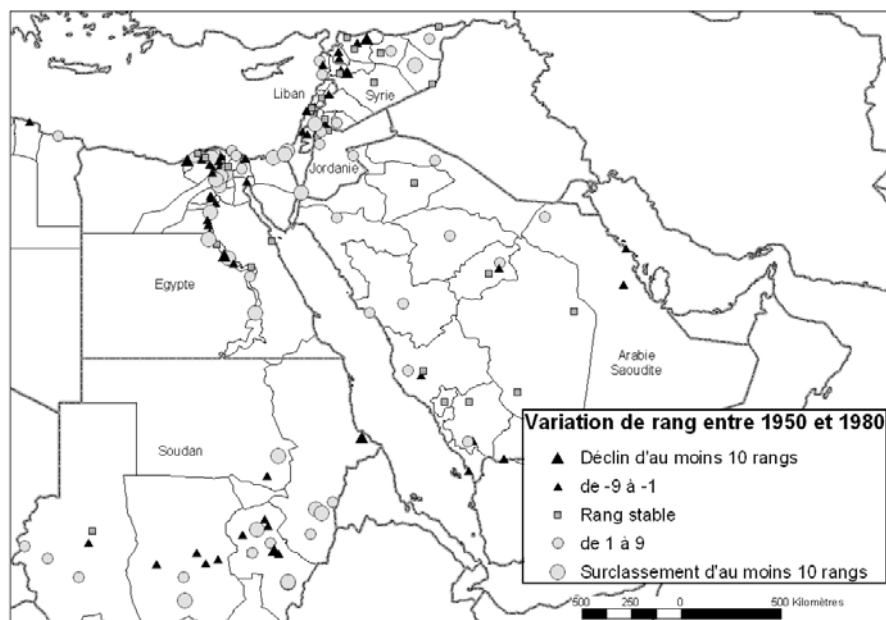 Liban
Syrie
Jordanie
Egypte
Arabie
Saoudite
Soudan
Variation de rang entre 1950 et 1980
Déclin d'au moins 10 rangs
de -9 à -1
Rang stable
de 1 à 9
Surclassement d'au moins 10 rangs
500 250 0 500 Kilomètres